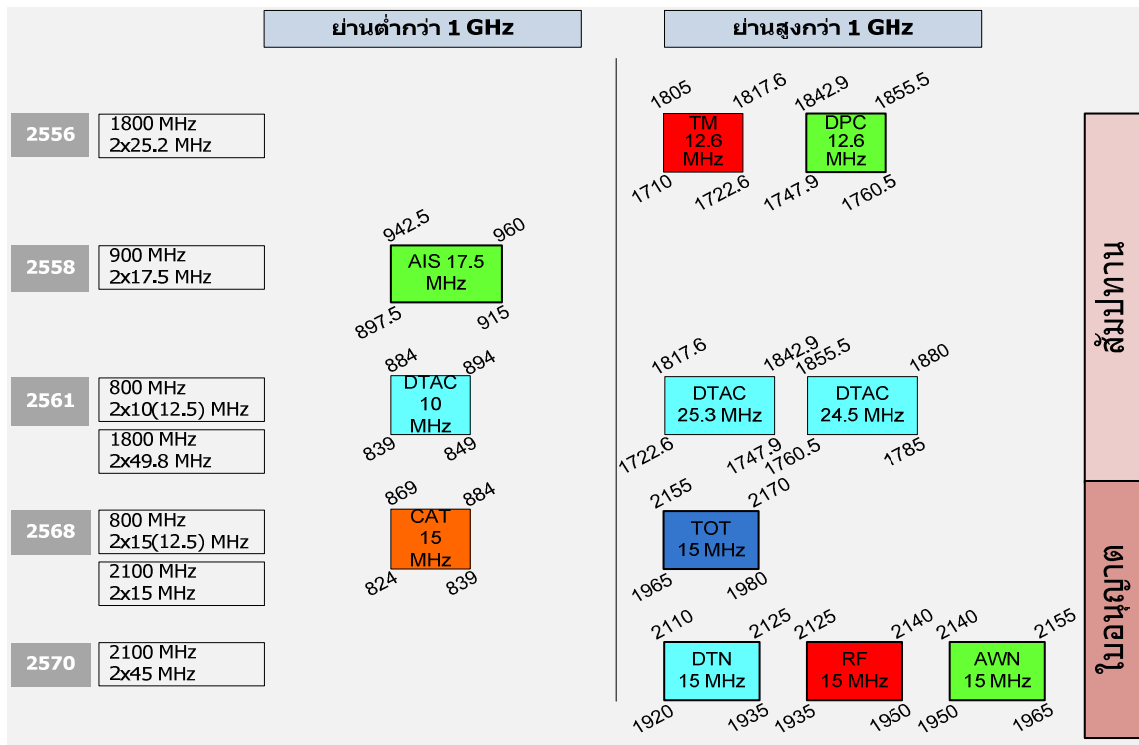 ย่านต่ำกว่า 1 GHz
ย่านสูงกว่า 1 GHz
2556
1800 MHz
2x25.2 MHz
1805
1817.6
1842.9
1855.5
TM
12.6
MHz
DPC
12.6
MHz
1710
1722.6
1747.9
1760.5
2558
900 MHz
2x17.5 MHz
942.5
960
AIS 17.5
MHz
897.5
915
สัมปทาน
2561
800 MHz
2x10(12.5) MHz
1800 MHz
2x49.8 MHz
884
894
DTAC
10
MHz
839
849
1817.6
1842.9
1855.5
1880
DTAC
25.3 MHz
DTAC
24.5 MHz
1722.6
1747.9
1760.5
1785
2568
800 MHz
2x15(12.5) MHz
2100 MHz
2x15 MHz
869
884
CAT
15
MHz
824
839
2155
2170
TOT
15 MHz
1965
1980
ใบอนุญาต
2570
2100 MHz
2x45 MHz
2110
2125
2125
2140
2140
2155
DTN
15 MHz
RF
15 MHz
AWN
15 MHz
1920
1935
1935
1950
1950
1965